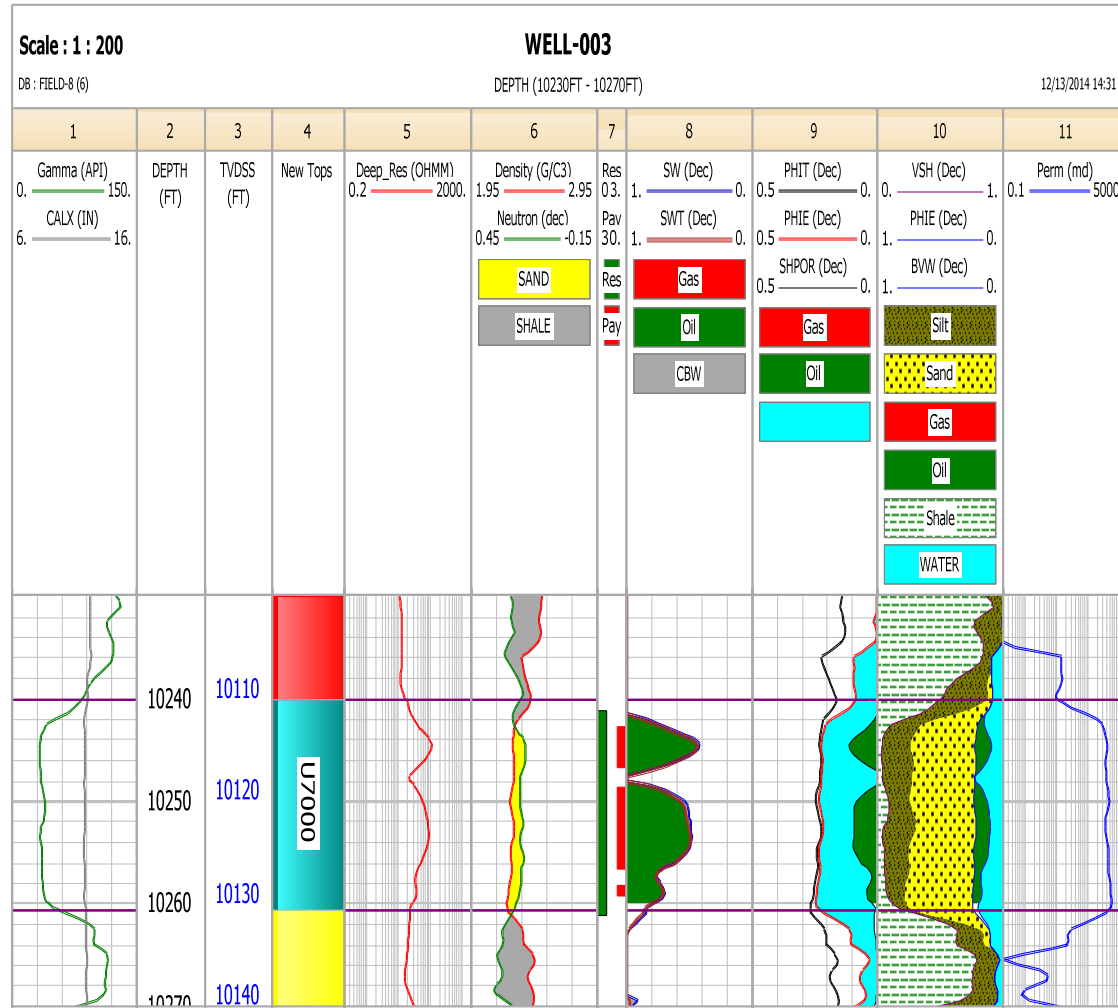 Scale : 1 : 200
WELL-003
DB : FIELD-8 (6)
DEPTH (10230FT - 10270FT)
12/13/2014 14:31
1 2 3 4 5 6 7 8 9 10 11
Gamma (API)
0. 150.
CALX (IN)
6. 16.
DEPTH
(FT)
TVDSS
(FT)
New Tops
Deep_Res (OHMM)
0.2 2000.
Density (G/C3)
1.95 2.95
Neutron (dec)
0.45 -0.15
SAND
SHALE
Res
03.
Pay
30.
Res
Pay
SW (Dec)
1. 0.
SWT (Dec)
1. 0.
Gas
Oil
CBW
PHIT (Dec)
0.5 0.
PHIE (Dec)
0.5 0.
SHPOR (Dec)
0.5 0.
Gas
Oil
VSH (Dec)
0. 1.
PHIE (Dec)
1. 0.
BVW (Dec)
1. 0.
Silt
Sand
Gas
Oil
Shale
WATER
Perm (md)
0.1 5000
10240
10250
10260
10270
10110
10120
10130
10140
U7000